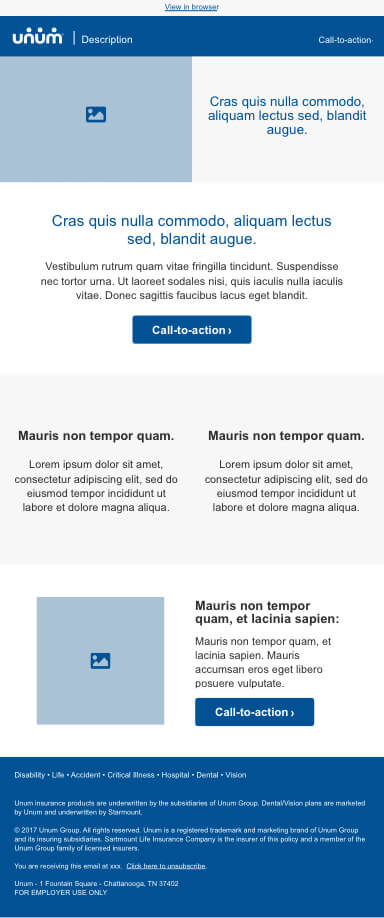 View in browser
unum | Description
Call-to-action›
Cras quis nulla commodo,
aliquam lectus sed, blandit
augue.
Cras quis nulla commodo, aliquam lectus
sed, blandit augue.
Vestibulum rutrum quam vitae fringilla tincidunt. Suspendisse
nec tortor urna. Ut laoreet sodales nisi, quis iaculis nulla iaculis
vitae. Donec sagittis faucibus lacus eget blandit.
Call-to-action ›
Mauris non tempor quam.
Lorem ipsum dolor sit amet,
consectetur adipiscing elit, sed do
eiusmod tempor incididunt ut
labore et dolore magna aliqua.
Mauris non tempor quam.
Lorem ipsum dolor sit amet,
consectetur adipiscing elit, sed do
eiusmod tempor incididunt ut
labore et dolore magna aliqua.
Mauris non tempor
quam, et lacinia sapien:
Mauris non tempor quam, et
lacinia sapien. Mauris
accumsan eros eget libero
posuere vulputate.
Call-to-action ›
Disability • Life • Accident • Critical Illness • Hospital • Dental • Vision
Unum insurance products are underwritten by the subsidiaries of Unum Group. Dental/Vision plans are marketed
by Unum and underwritten by Starmount.
© 2017 Unum Group. All rights reserved. Unum is a registered trademark and marketing brand of Unum Group
and its insuring subsidiaries. Sartmount Life Insurance Company is the insurer of this policy and a member of the
Unum Group family of licensed insurers.
You are receiving this email at xxx. Click here to unsubscribe.
Unum - 1 Fountain Square - Chattanooga, TN 37402
FOR EMPLOYER USE ONLY